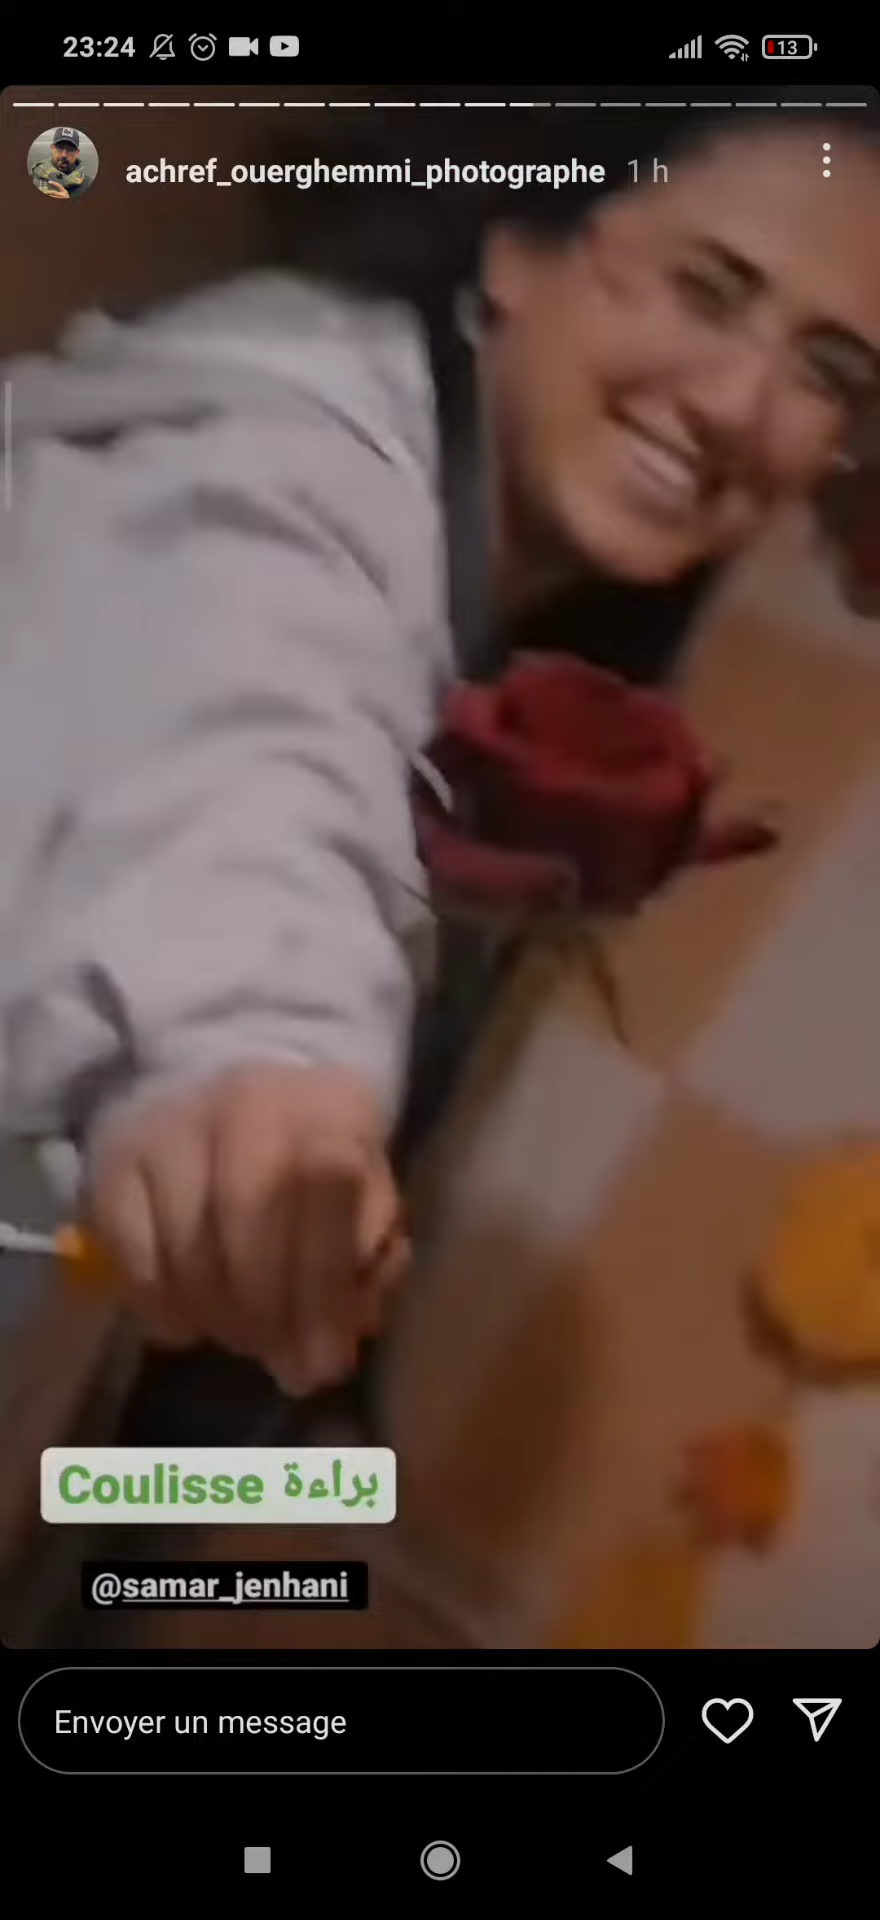 23:24
13
achref_ouerghemmi_photographe 1 h
Coulisse براءة
@samar_jenhani
Envoyer un message